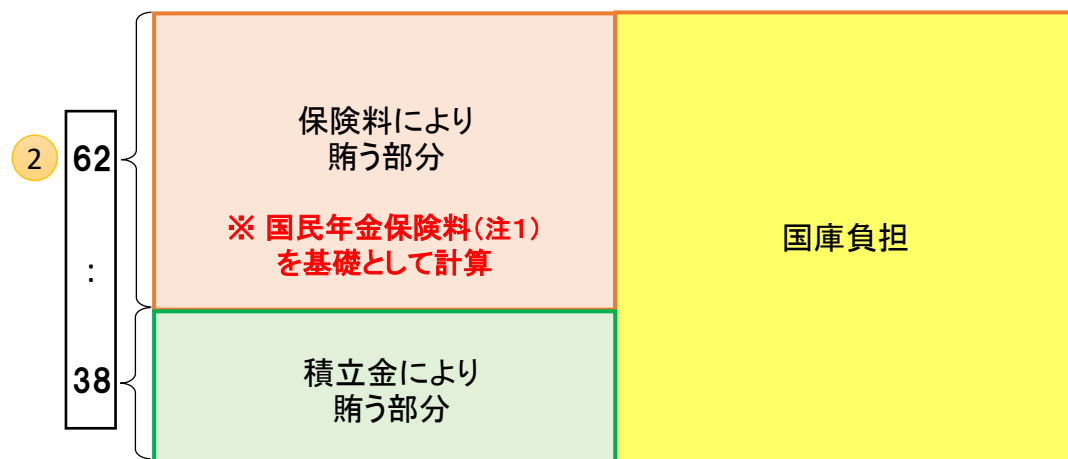 保険料により
賄う部分
2
62
※ 国民年金保険料（注１）
を基礎として計算
国庫負担
:
積立金により
賄う部分
38